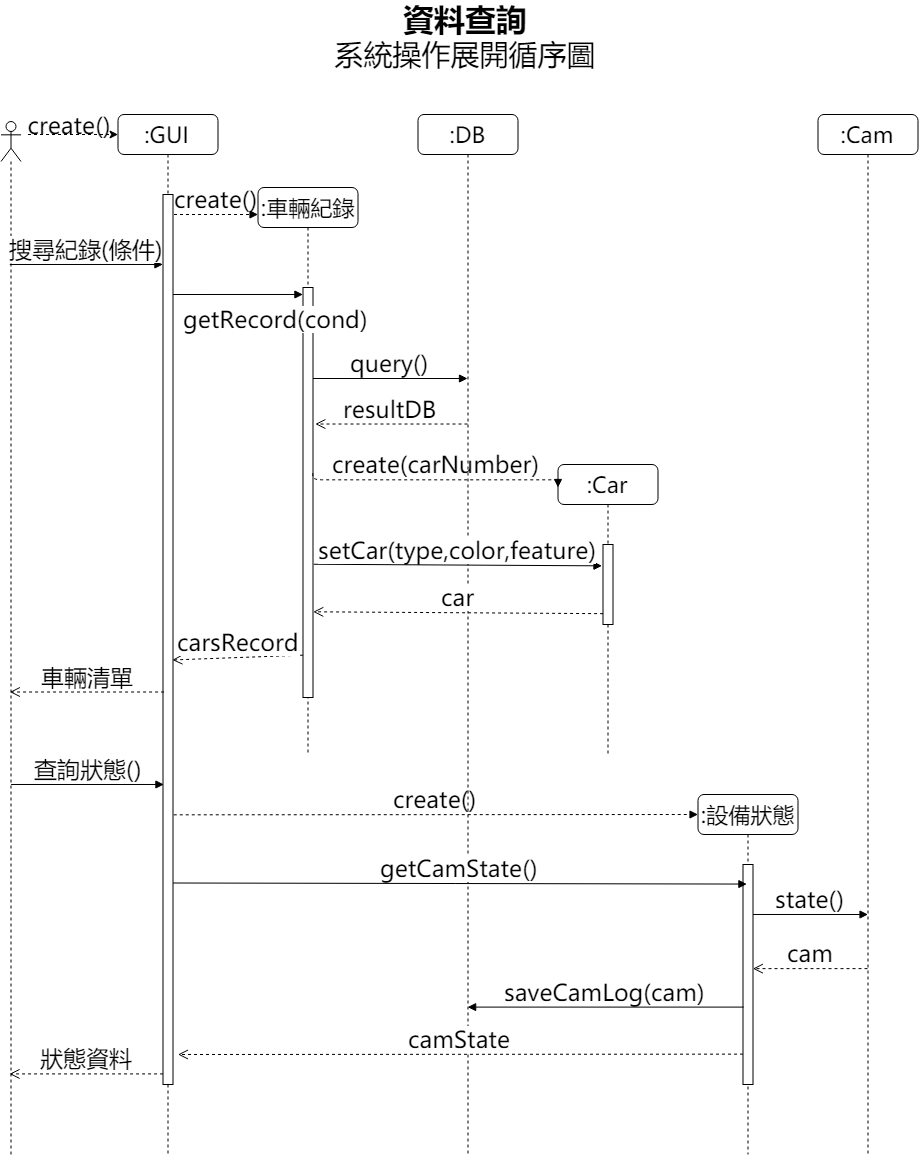 資料查詢
系統操作展開循序圖
create()
:GUI
:DB
:Cam
create()
:車輛紀錄
搜尋紀錄(條件)
getRecord(cond)
query()
resultDB
create(carNumber)
:Car
setCar(type,color,feature)
car
carsRecord
車輛清單
查詢狀態()
create()
:設備狀態
getCamState()
state()
cam
saveCamLog(cam)
camState
狀態資料